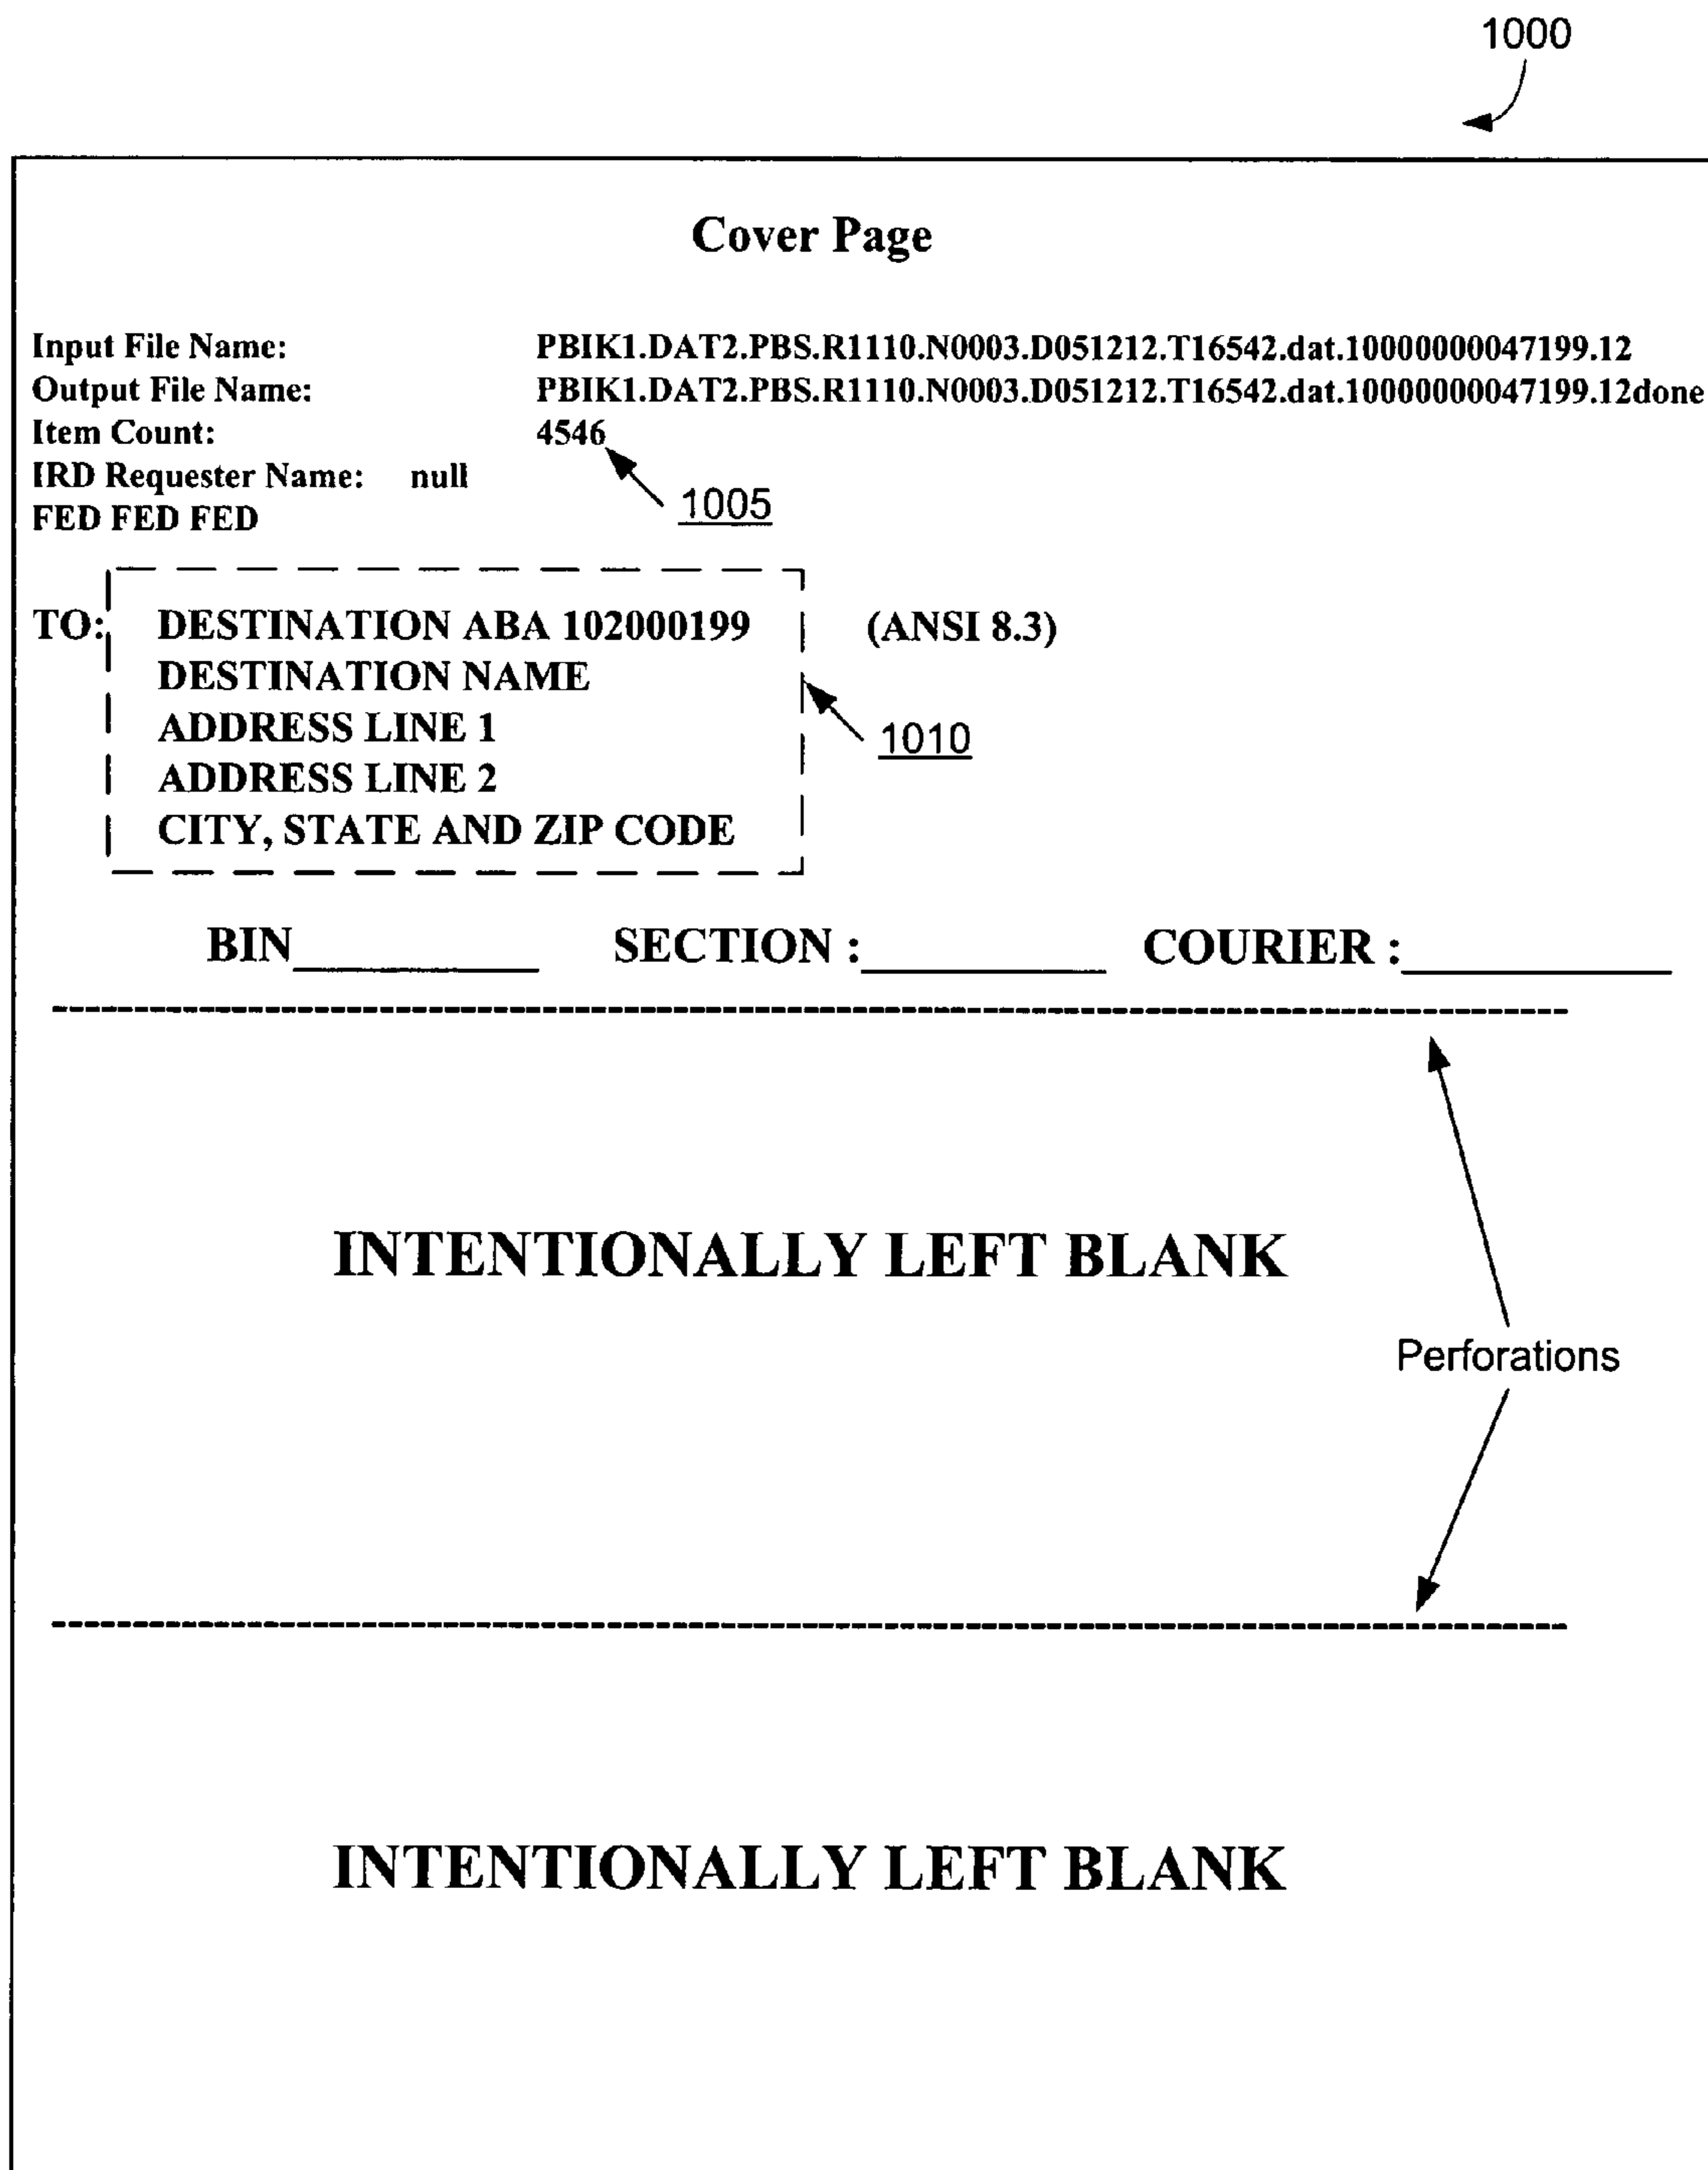 1000
Cover Page
Input File Name: PBIK1.DAT2.PBS.R1110.N0003.D051212.T16542.dat.10000000047199.12
Output File Name: PBIK1.DAT2.PBS.R1110.N0003.D051212.T16542.dat.10000000047199.12done
Item Count: 4546
IRD Requester Name: null
1005
FED FED FED
TO: DESTINATION ABA 102000199 (ANSI 8.3)
DESTINATION NAME
ADDRESS LINE 1
1010
ADDRESS LINE 2
CITY, STATE AND ZIP CODE
BIN__________ SECTION :__________ COURIER :__________
INTENTIONALLY LEFT BLANK
Perforations
INTENTIONALLY LEFT BLANK